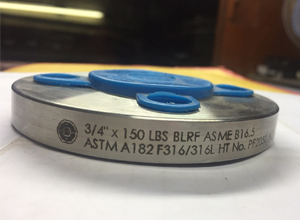 3/4" x 150 LBS BLRF ASME B16.5
ASTM A182 F316/316L HT No.